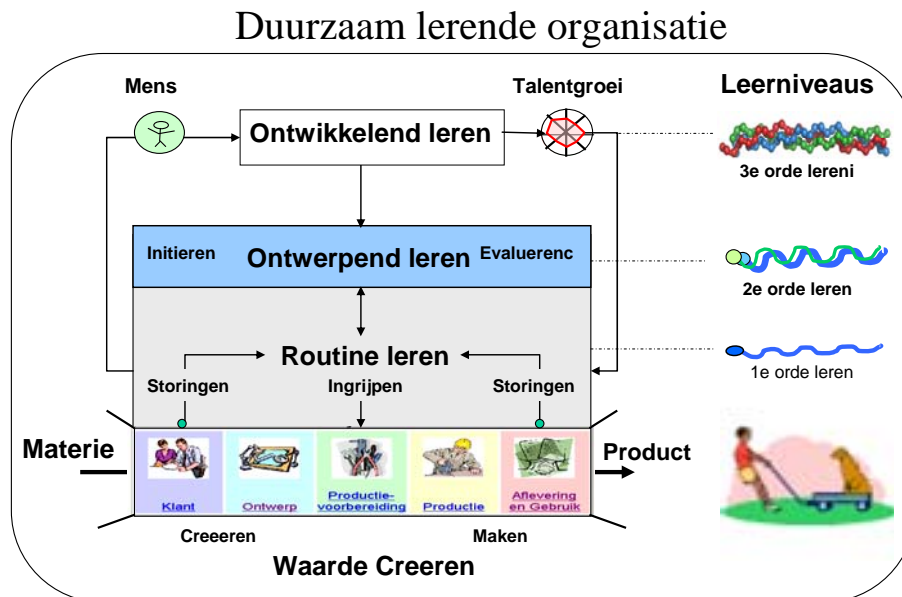 Duurzaam lerende organisatie
Mens
Talentgroei
Leerniveaus
Ontwikkelend leren
3e orde lereni
Initieren
Ontwerpend leren
Evaluerenc
2e orde leren
Routine leren
1e orde leren
Storingen
Ingrijpen
Storingen
Materie
Product
Klant
Ontwerp
Productie-
voorbereiding
Productie
Aflevering
en Gebruik
Creeeren
Maken
Waarde Creeren